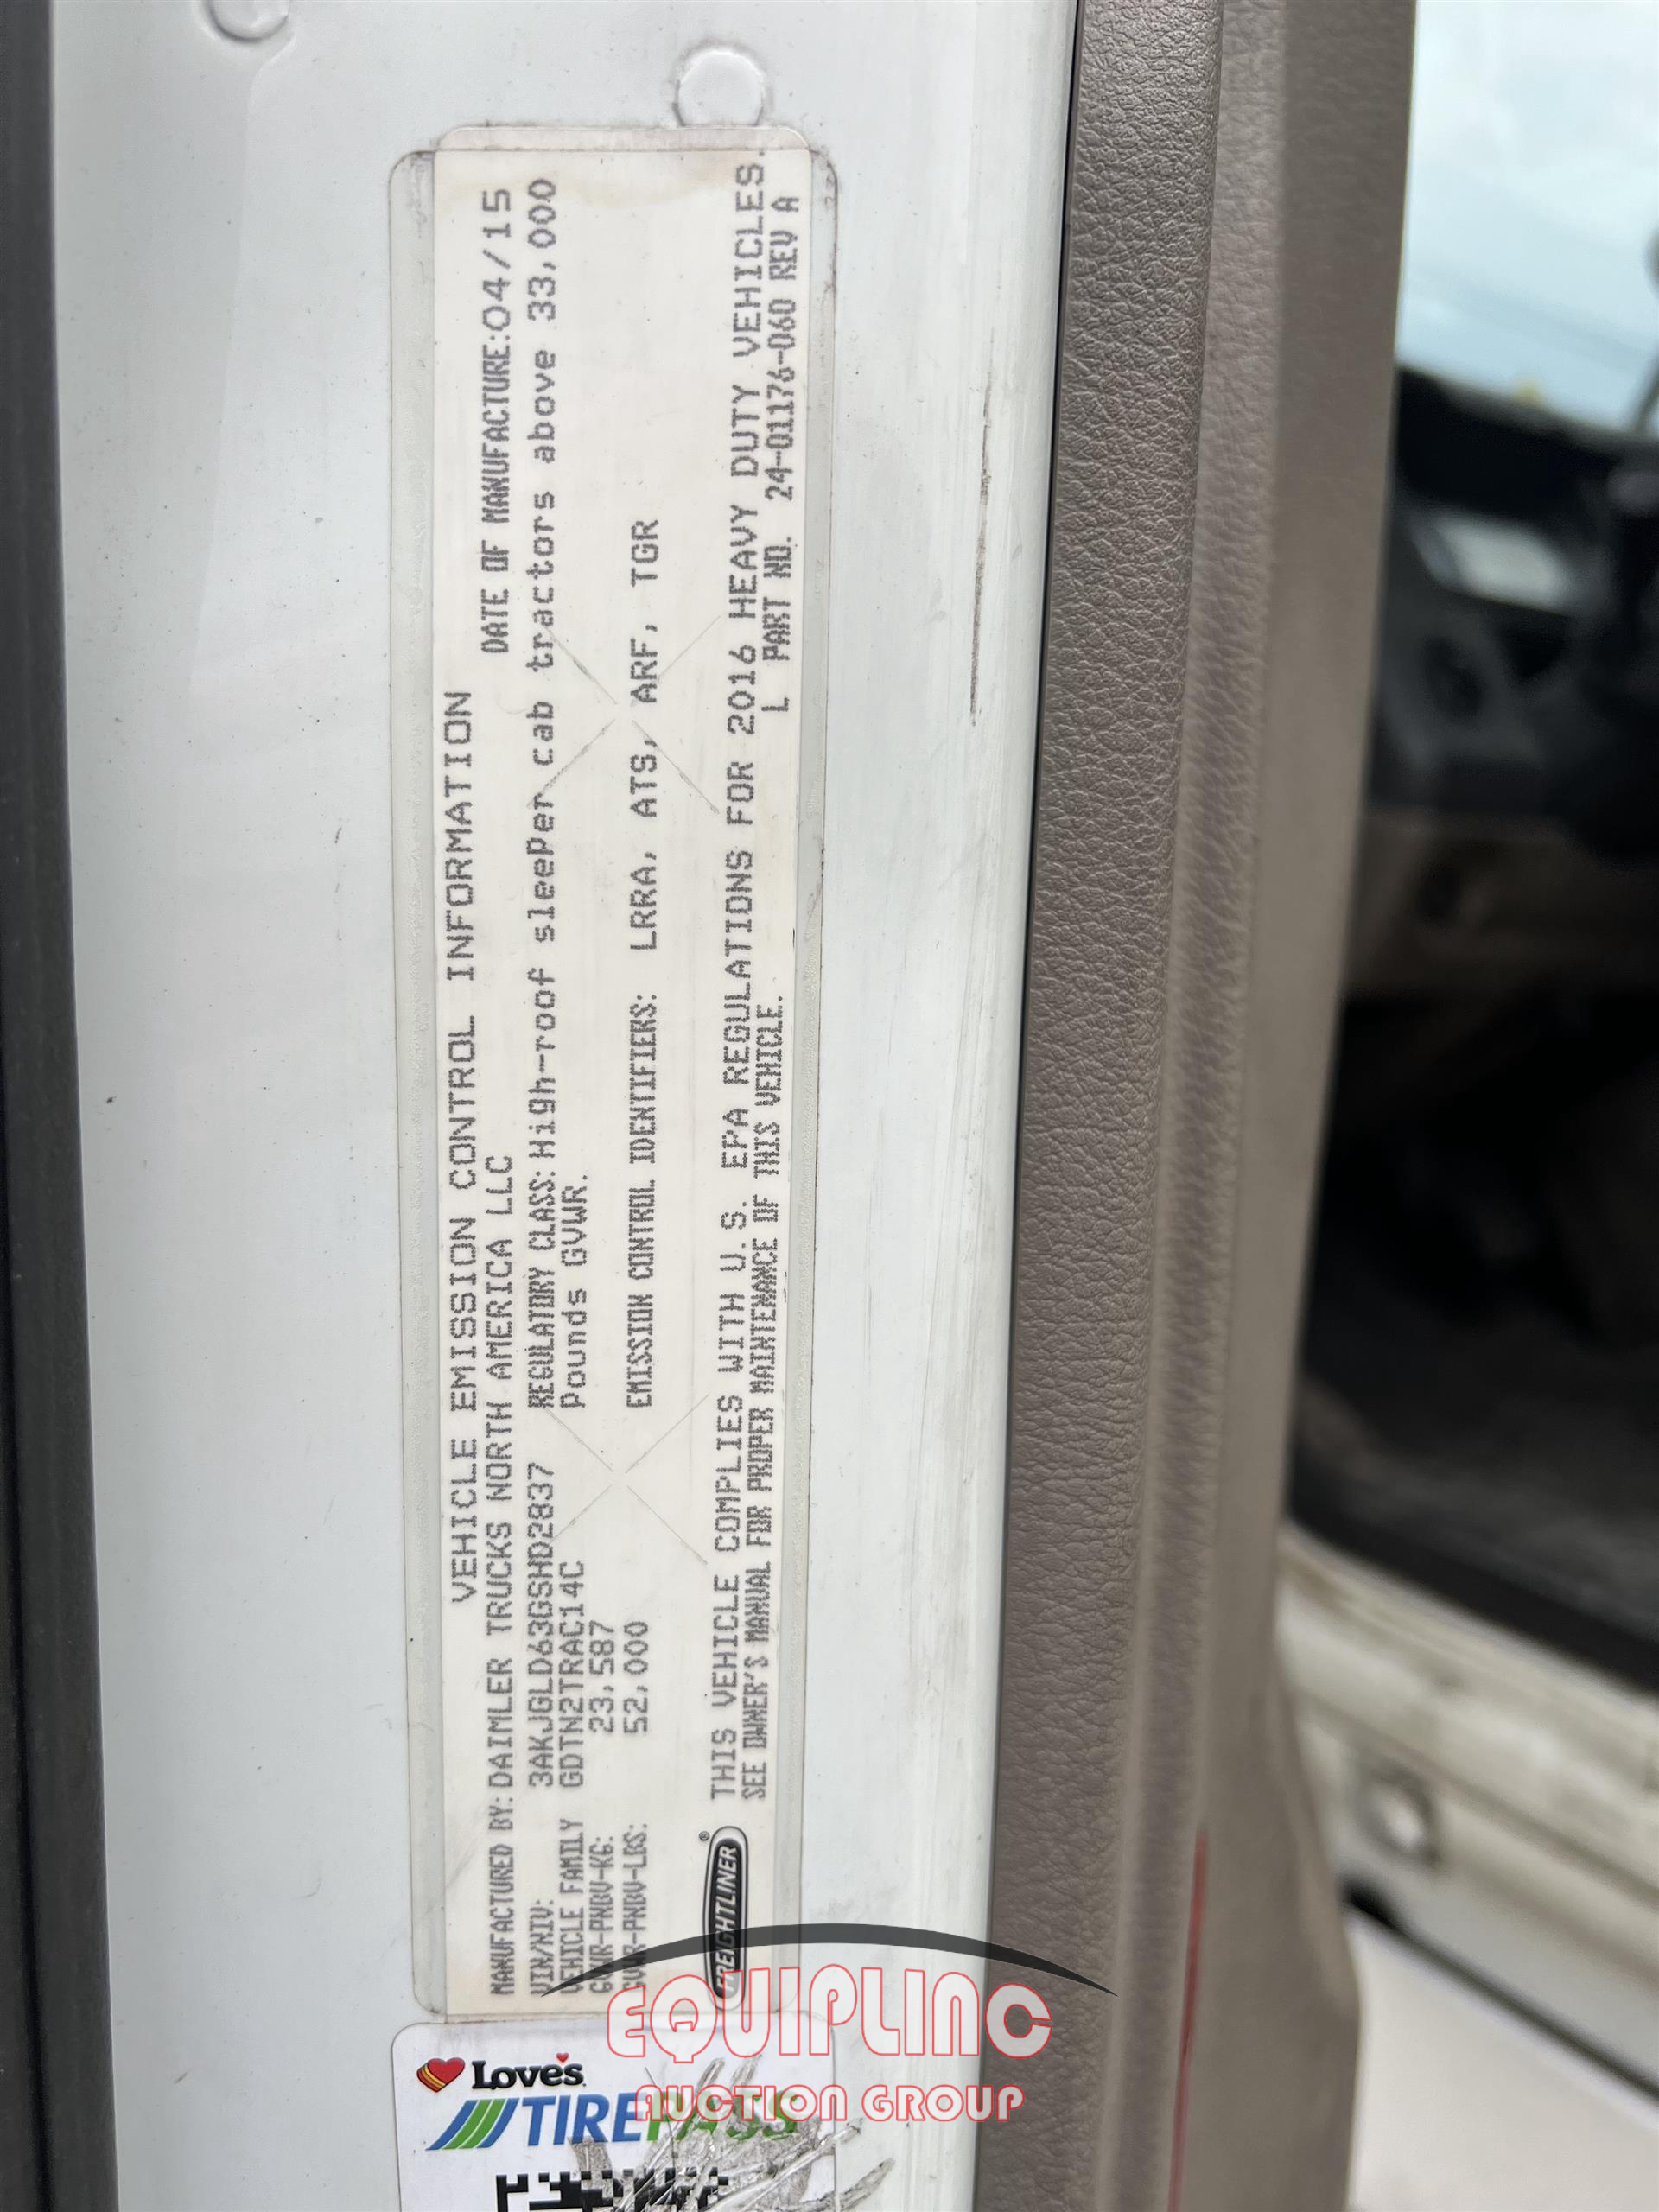 VEHICLE EMISSION CONTROL INFORMATION
MANUFACTURED BY: DAIMLER TRUCKS NORTH AMERICA LLC DATE OF MANUFACTURE: 04/15
VIN/NIV: 3AKJGLD63GSHD2837 REGULATORY CLASS: High-roof sleeper cab tractors above 33,000
VEHICLE FAMILY GDTN2TRAC14C Pounds GVWR.
GVWR-PNBV-KG: 23,587
GVWR-PNBV-LBS: 52,000 EMISSION CONTROL IDENTIFIERS: LRRA, ATS, ARF, TGR
FREIGHTLINER ®
THIS VEHICLE COMPLIES WITH U.S. EPA REGULATIONS FOR 2016 HEAVY DUTY VEHICLES.
SEE OWNER'S MANUAL FOR PROPER MAINTENANCE OF THIS VEHICLE. L PART NO. 24-01176-060 REV A
Love's
TIREPASS
EQUIPLINC
AUCTION GROUP